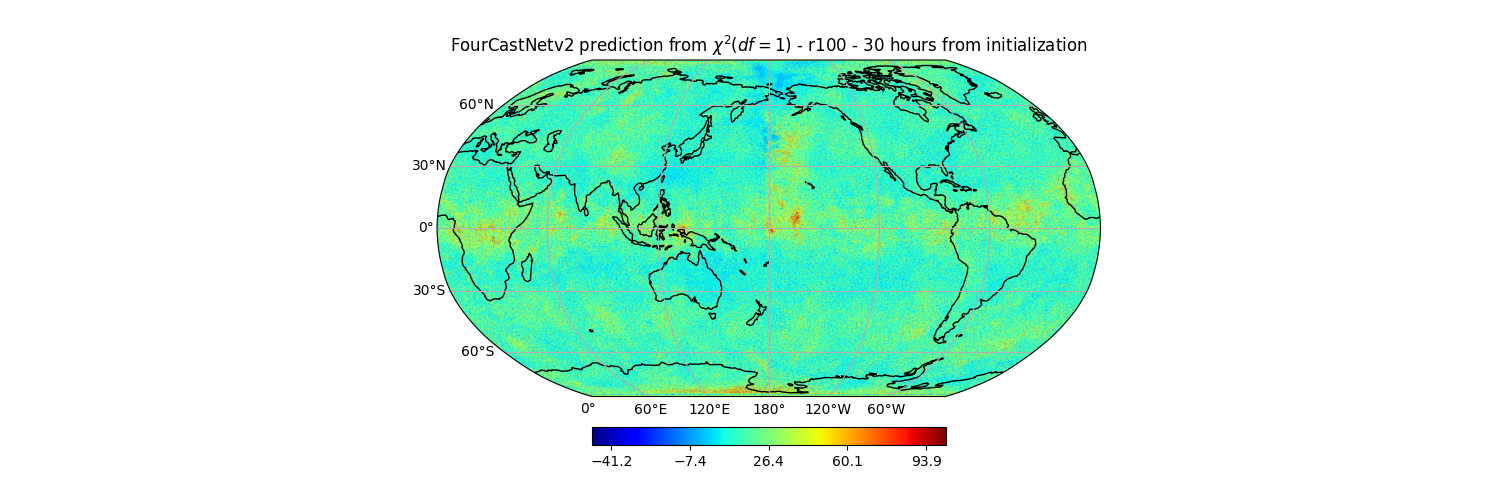 FourCastNetv2 prediction from χ²(df = 1) - r100 - 30 hours from initialization
60°N
30°N
0°
30°S
60°S
0° 60°E 120°E 180° 120°W 60°W
−41.2 −7.4 26.4 60.1 93.9